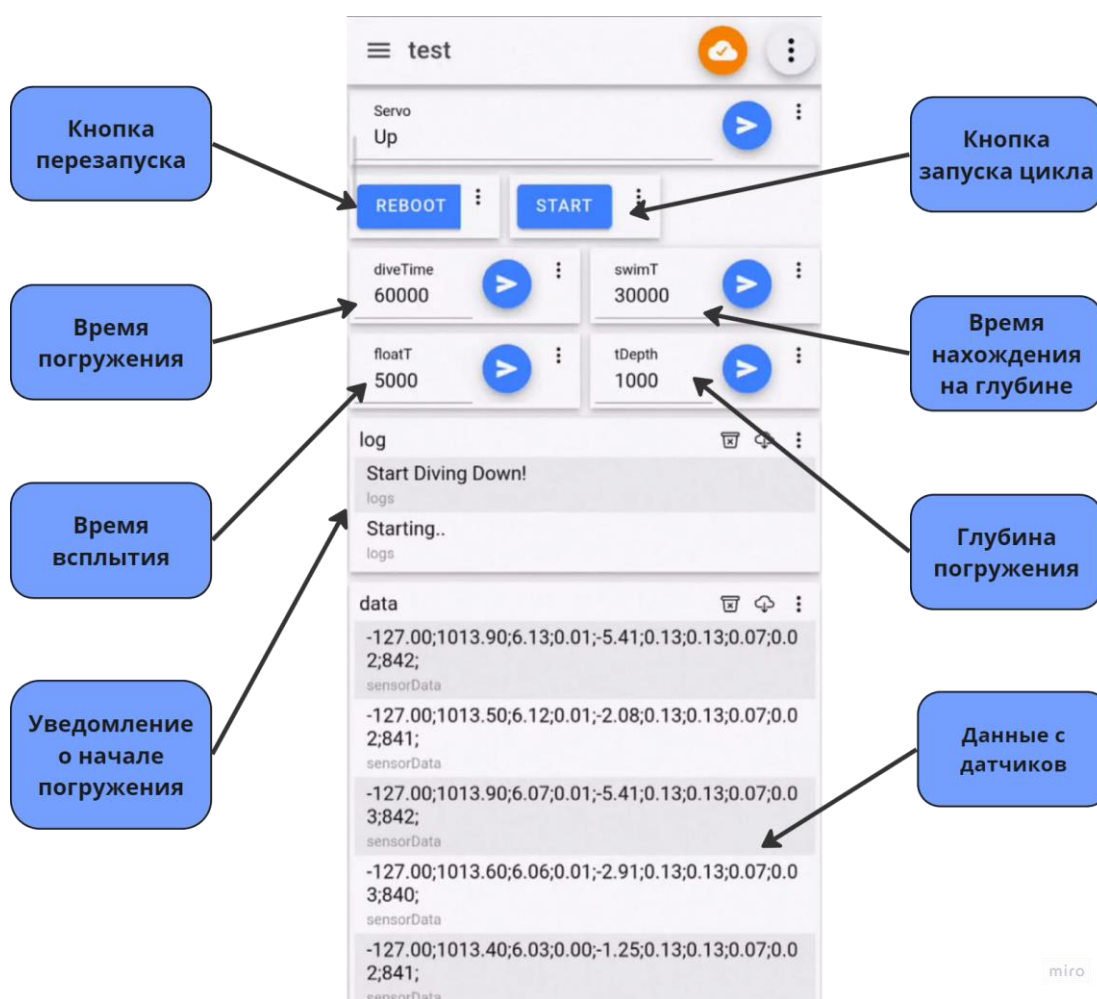 test
Servo
Up
REBOOT
START
diveTime
60000
swimT
30000
floatT
5000
tDepth
1000
log
Start Diving Down!
logs
Starting..
logs
data
-127.00;1013.90;6.13;0.01;-5.41;0.13;0.13;0.07;0.0
2;842;
sensorData
-127.00;1013.50;6.12;0.01;-2.08;0.13;0.13;0.07;0.0
2;841;
sensorData
-127.00;1013.90;6.07;0.01;-5.41;0.13;0.13;0.07;0.0
3;842;
sensorData
-127.00;1013.60;6.06;0.01;-2.91;0.13;0.13;0.07;0.0
3;840;
sensorData
-127.00;1013.40;6.03;0.00;-1.25;0.13;0.13;0.07;0.0
2;841;
sensorData
Кнопка
перезапуска
Время
погружения
Время
всплытия
Уведомление
о начале
погружения
Кнопка
запуска цикла
Время
нахождения
на глубине
Глубина
погружения
Данные с
датчиков
miro